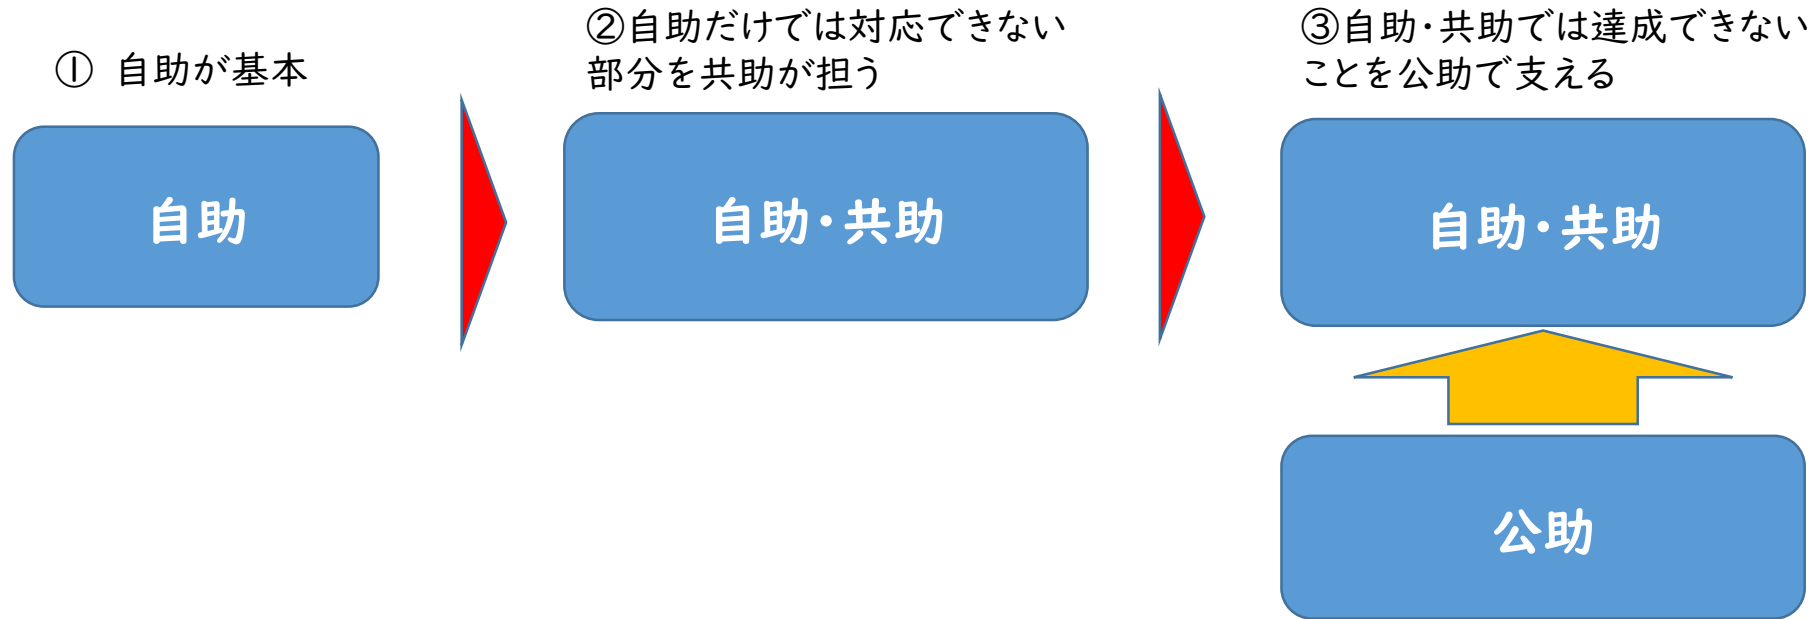 ① 自助が基本
自助
②自助だけでは対応できない
部分を共助が担う
自助・共助
③自助・共助では達成できない
ことを公助で支える
自助・共助
公助